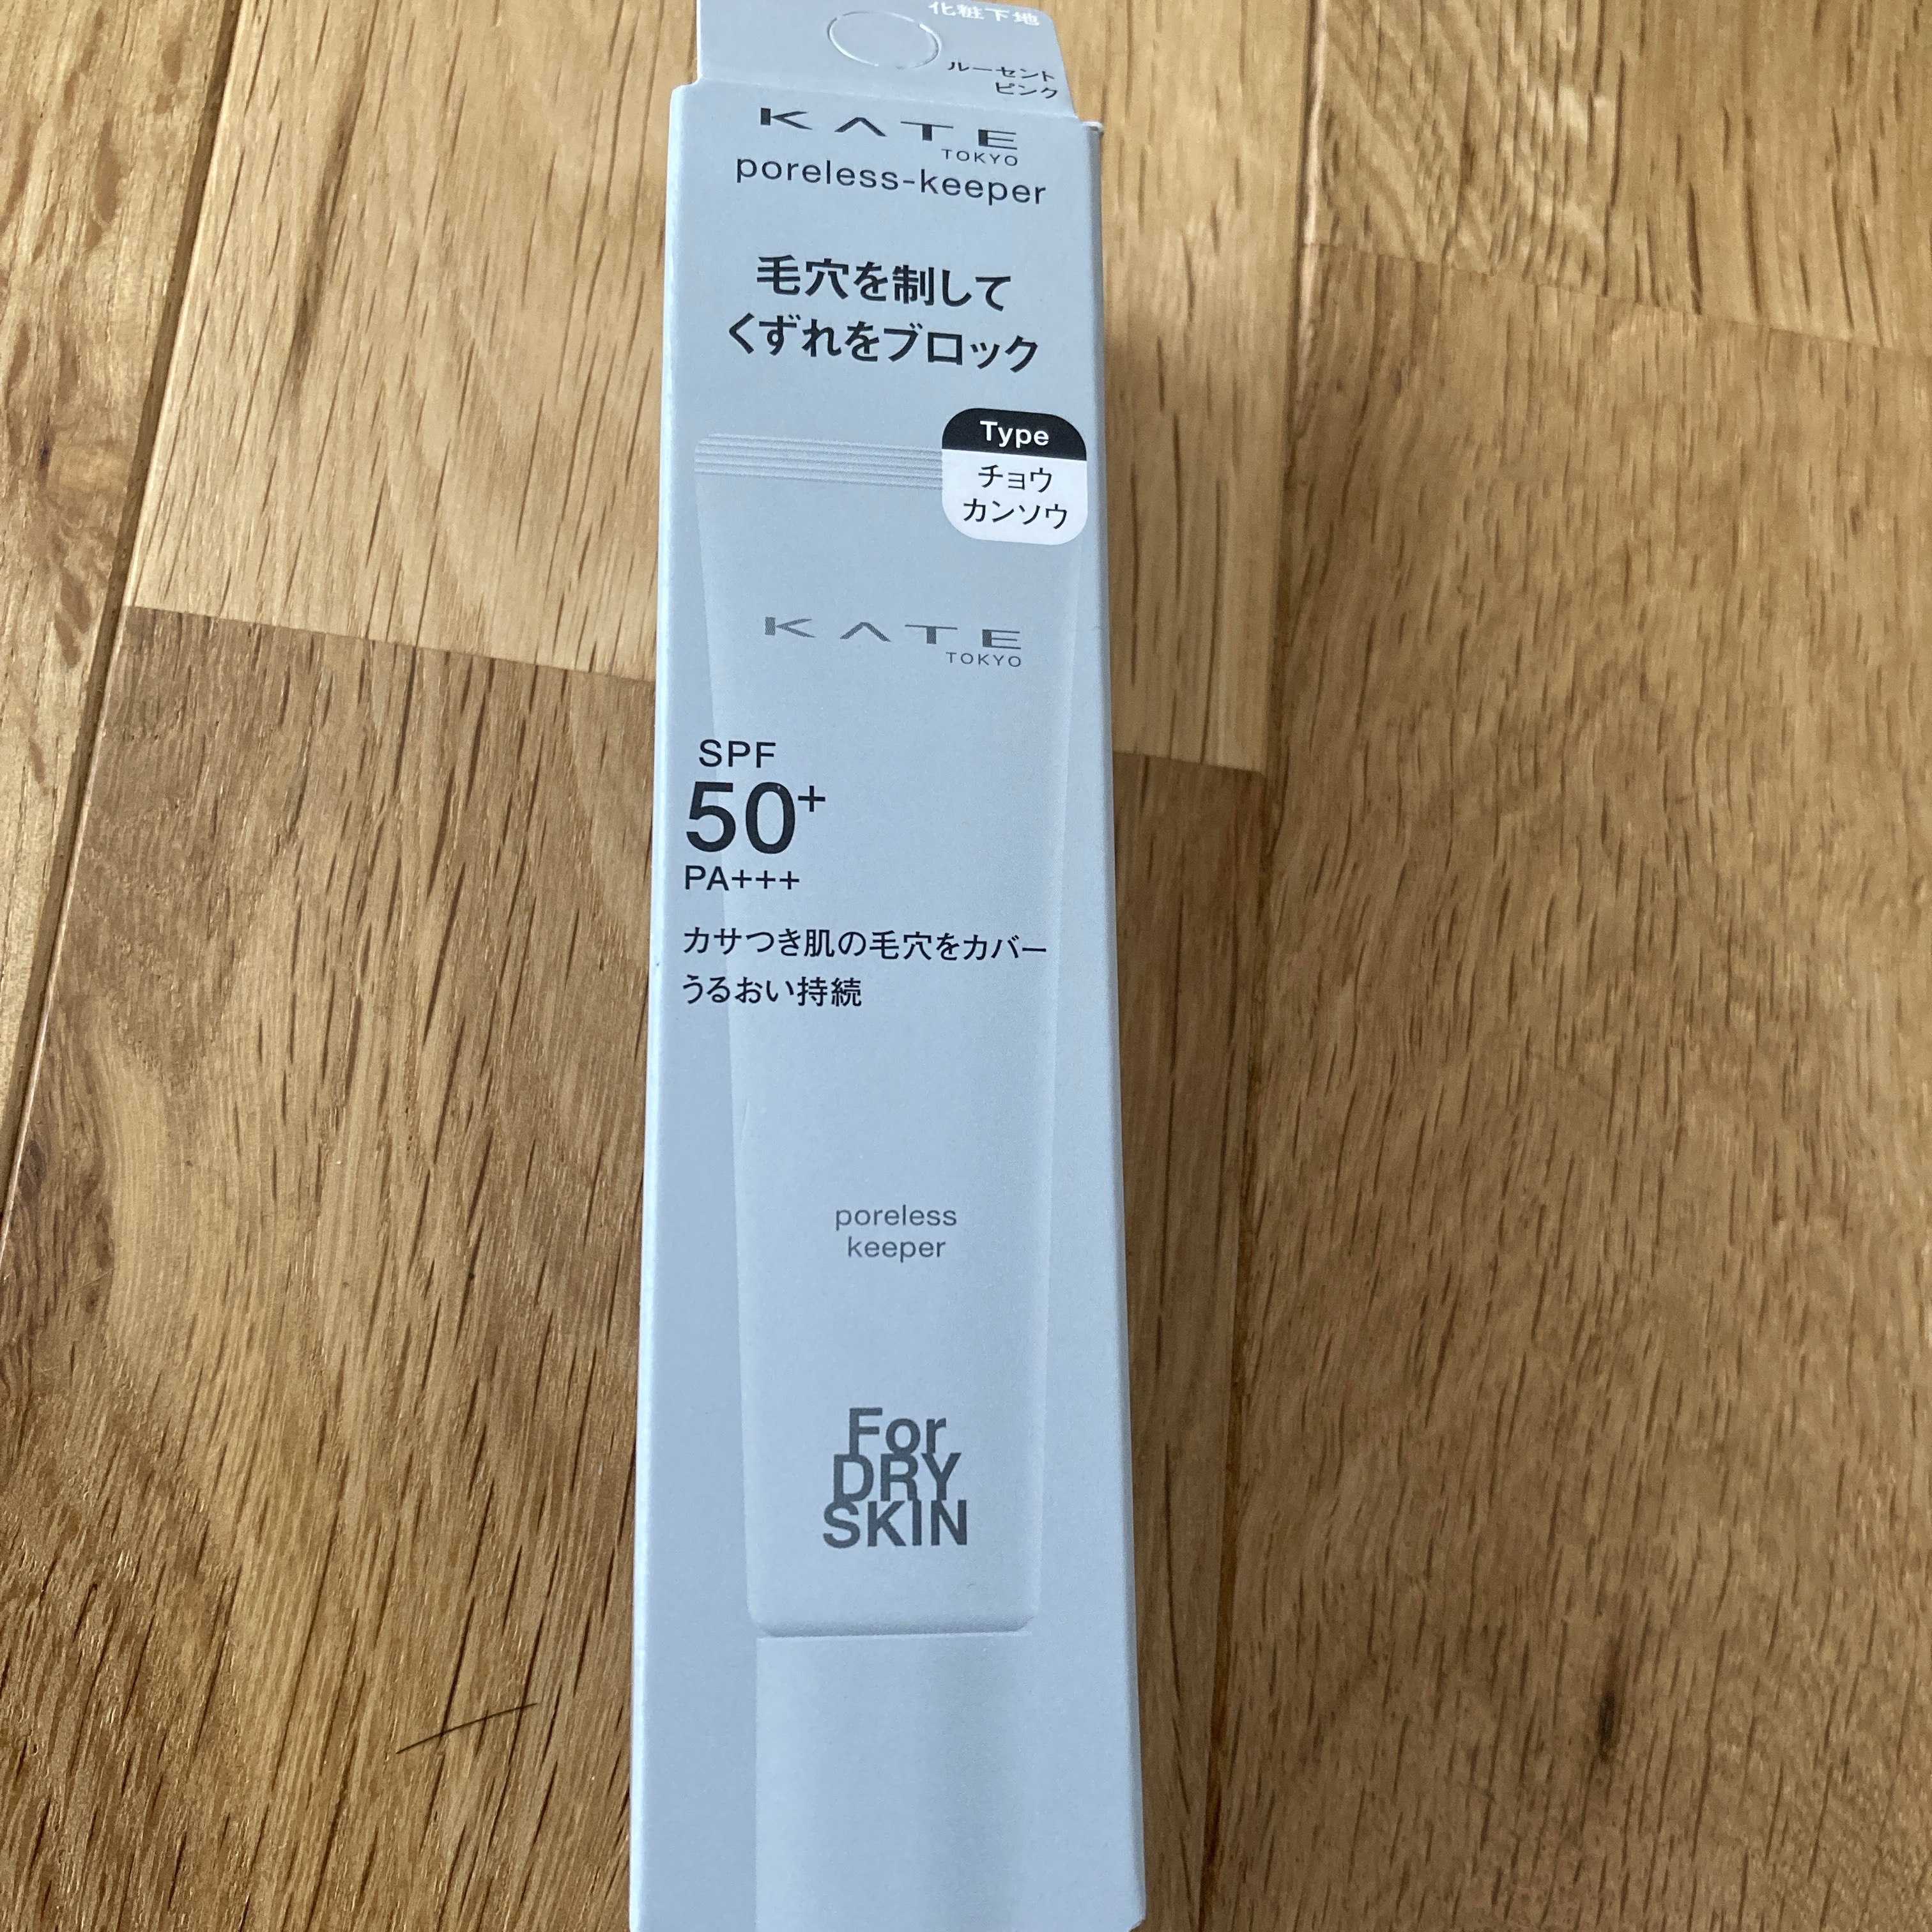 化粧下地
ルーセント
ピンク
KATE
TOKYO
poreless-keeper
毛穴を制して
くずれをブロック
Type
チョウ
カンソウ
KATE
TOKYO
SPF
50+
PA+++
カサつき肌の毛穴をカバー
うるおい持続
poreless
keeper
For
DRY
SKIN